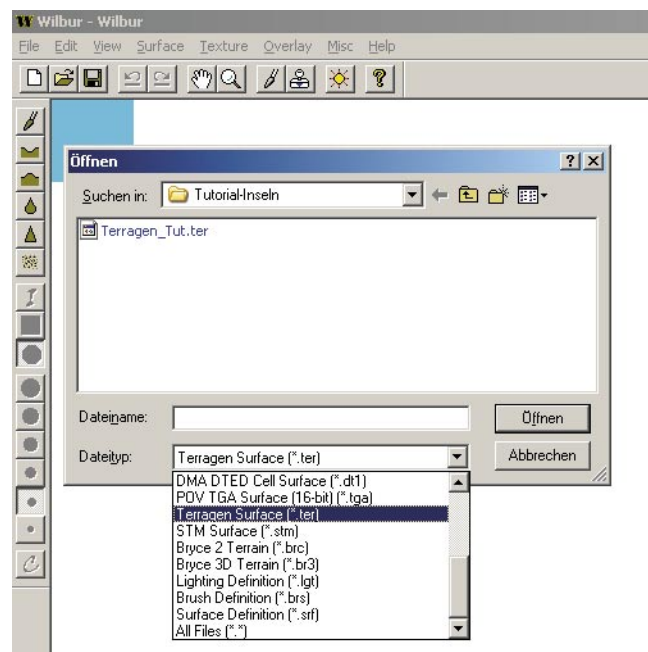 Wilbur - Wilbur
File Edit View Surface Texture Overlay Misc Help
Öffnen
Suchen in: Tutorial-Inseln
Terragen_Tut.ter
Dateiname: Öffnen
Dateityp: Terragen Surface (*.ter) Abbrechen
DMA DTED Cell Surface (*.dt1)
POV TGA Surface (16-bit) (*.tga)
Terragen Surface (*.ter)
STM Surface (*.stm)
Bryce 2 Terrain (*.brc)
Bryce 3D Terrain (*.br3)
Lighting Definition (*.lgt)
Brush Definition (*.brs)
Surface Definition (*.srf)
All Files (*.*)